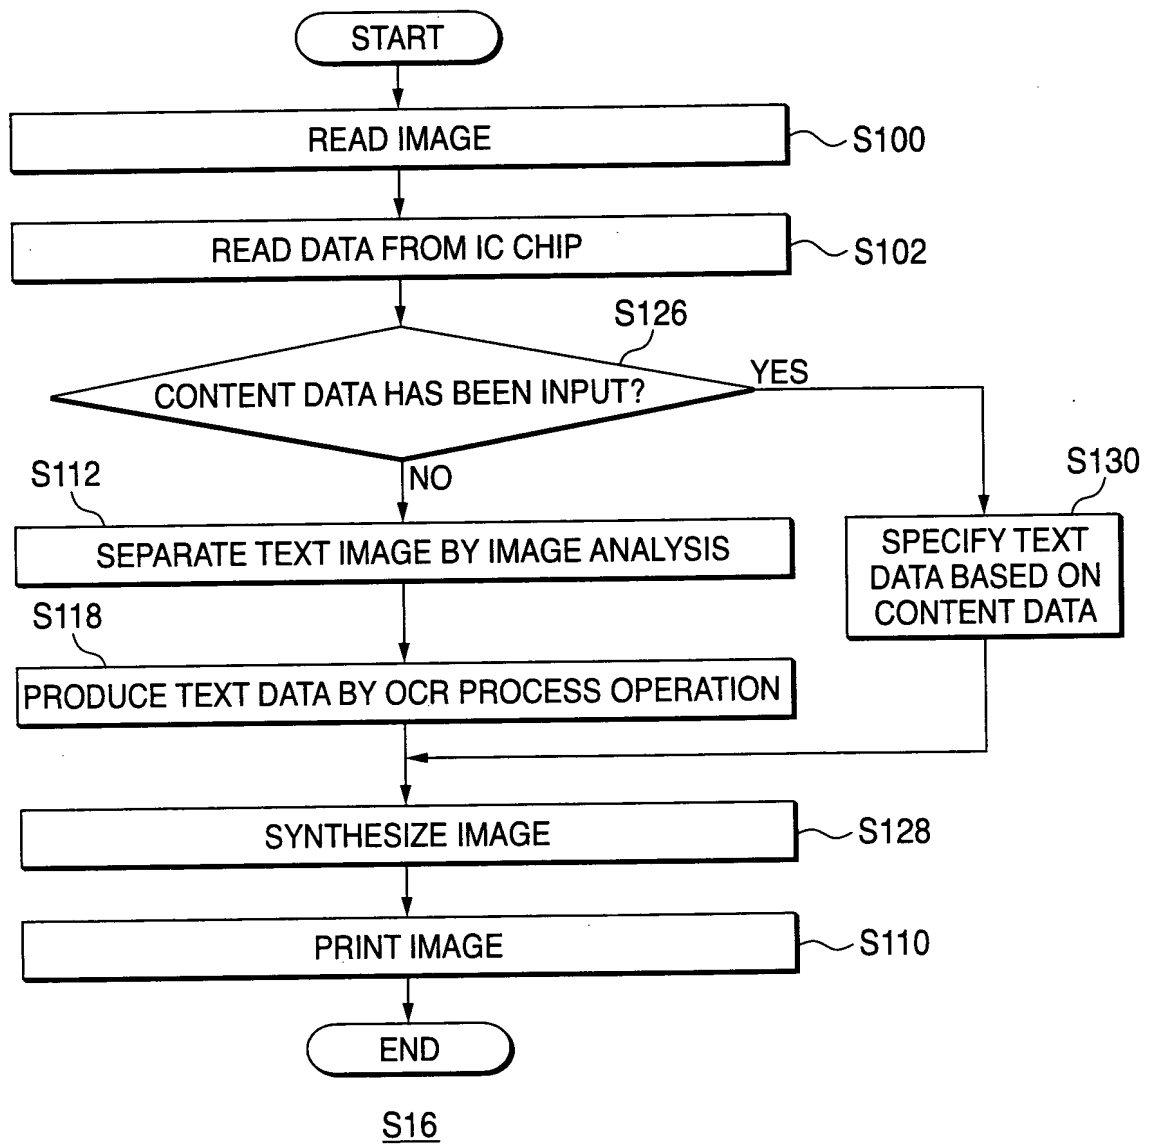 START
READ IMAGE
S100
READ DATA FROM IC CHIP
S102
S126
CONTENT DATA HAS BEEN INPUT?
YES
NO
S112
SEPARATE TEXT IMAGE BY IMAGE ANALYSIS
S130
SPECIFY TEXT
DATA BASED ON
CONTENT DATA
S118
PRODUCE TEXT DATA BY OCR PROCESS OPERATION
SYNTHESIZE IMAGE
S128
PRINT IMAGE
S110
END
S16